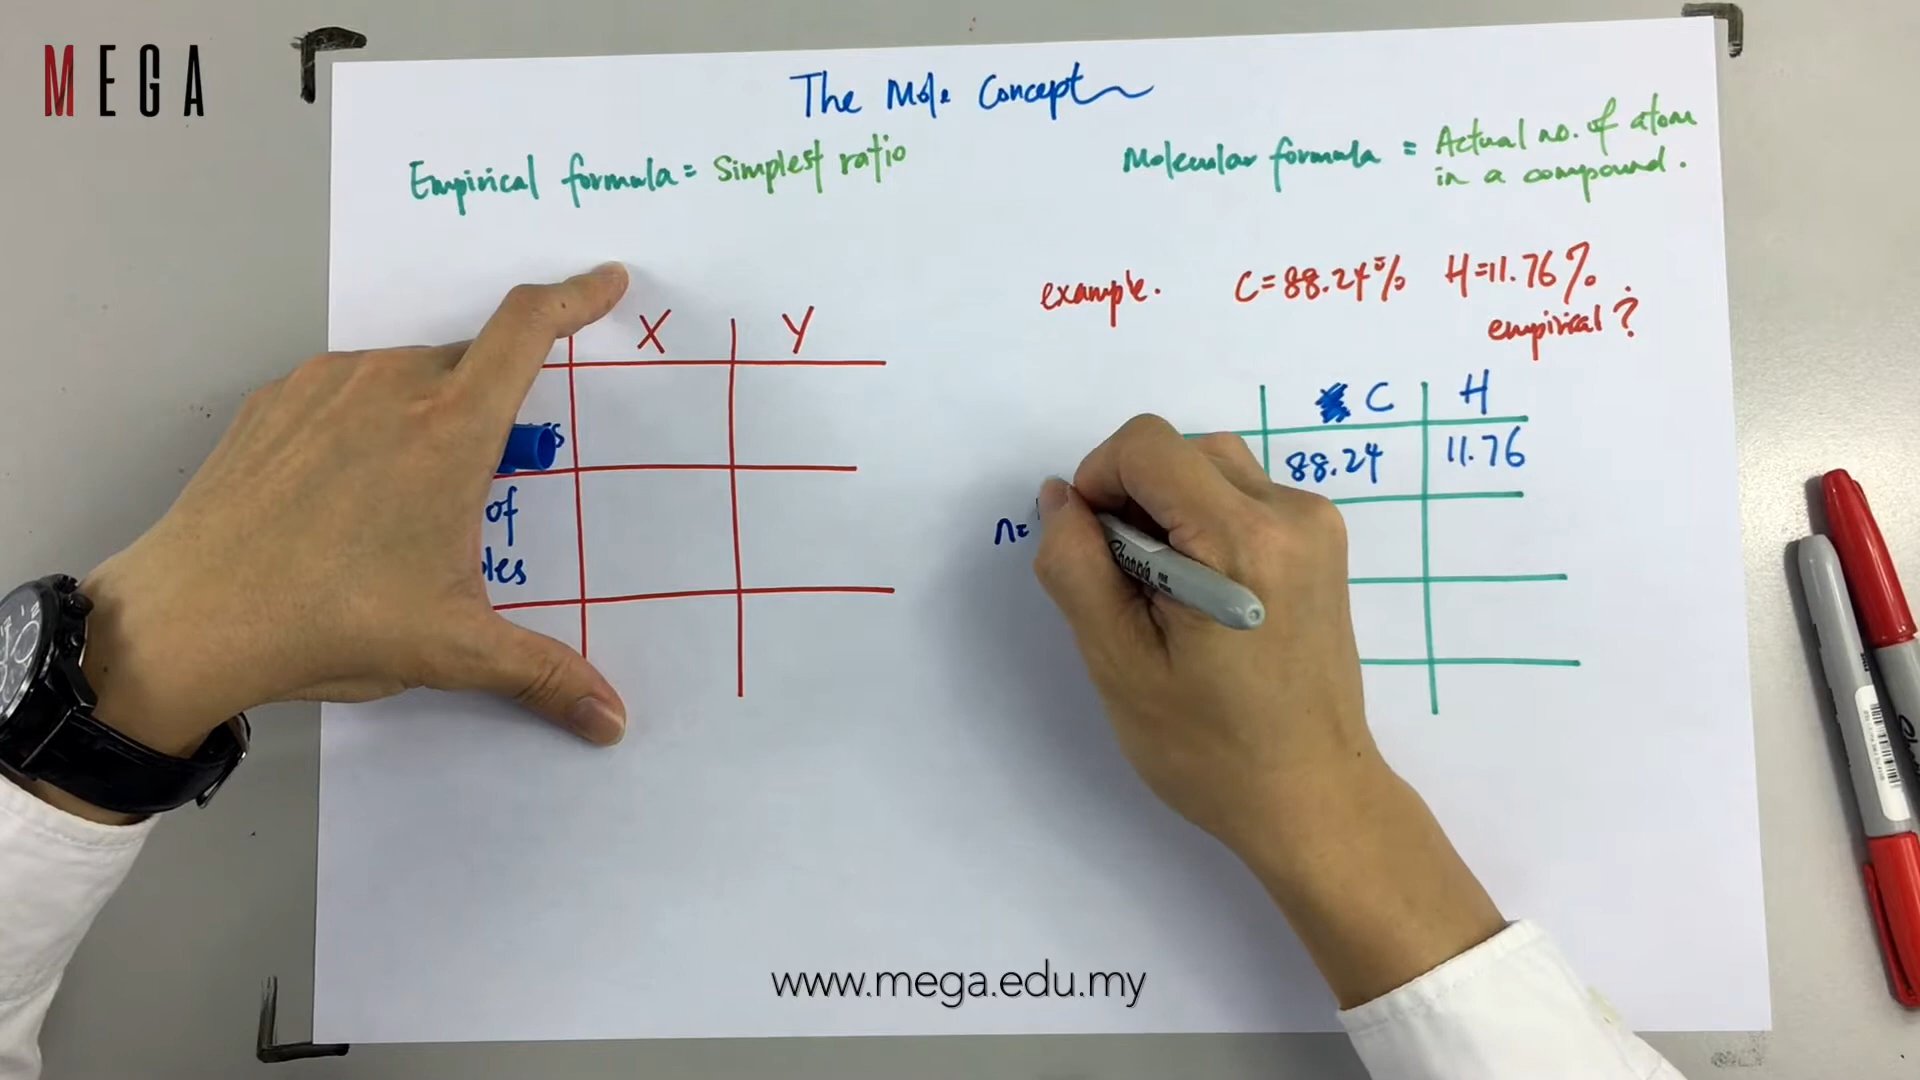 MEGA
The Mole Concept
Empirical formula = Simplest ratio
Molecular formula = Actual no. of atom
in a compound.
example. C=88.24% H=11.76%
empirical?
X Y
C H
88.24 11.76
of
n=
www.mega.edu.my
Sharpie